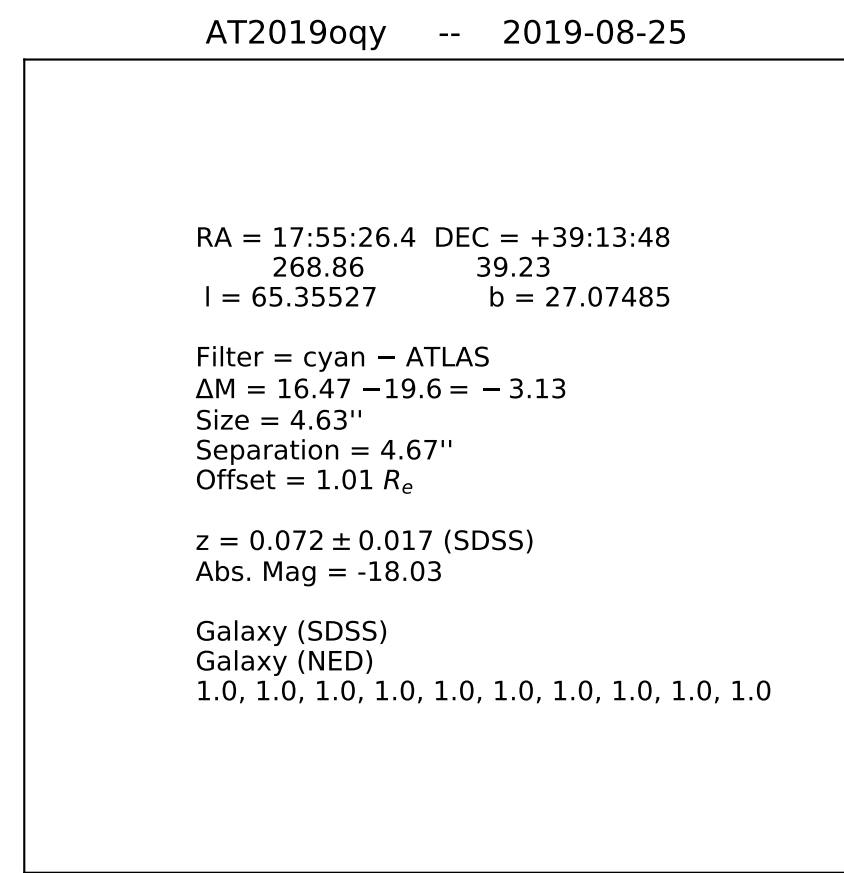 AT2019oqy -- 2019-08-25
RA = 17:55:26.4 DEC = +39:13:48
268.86 39.23
l = 65.35527 b = 27.07485
Filter = cyan − ATLAS
ΔM = 16.47 −19.6 = − 3.13
Size = 4.63''
Separation = 4.67''
Offset = 1.01 Re
z = 0.072 ± 0.017 (SDSS)
Abs. Mag = -18.03
Galaxy (SDSS)
Galaxy (NED)
1.0, 1.0, 1.0, 1.0, 1.0, 1.0, 1.0, 1.0, 1.0, 1.0